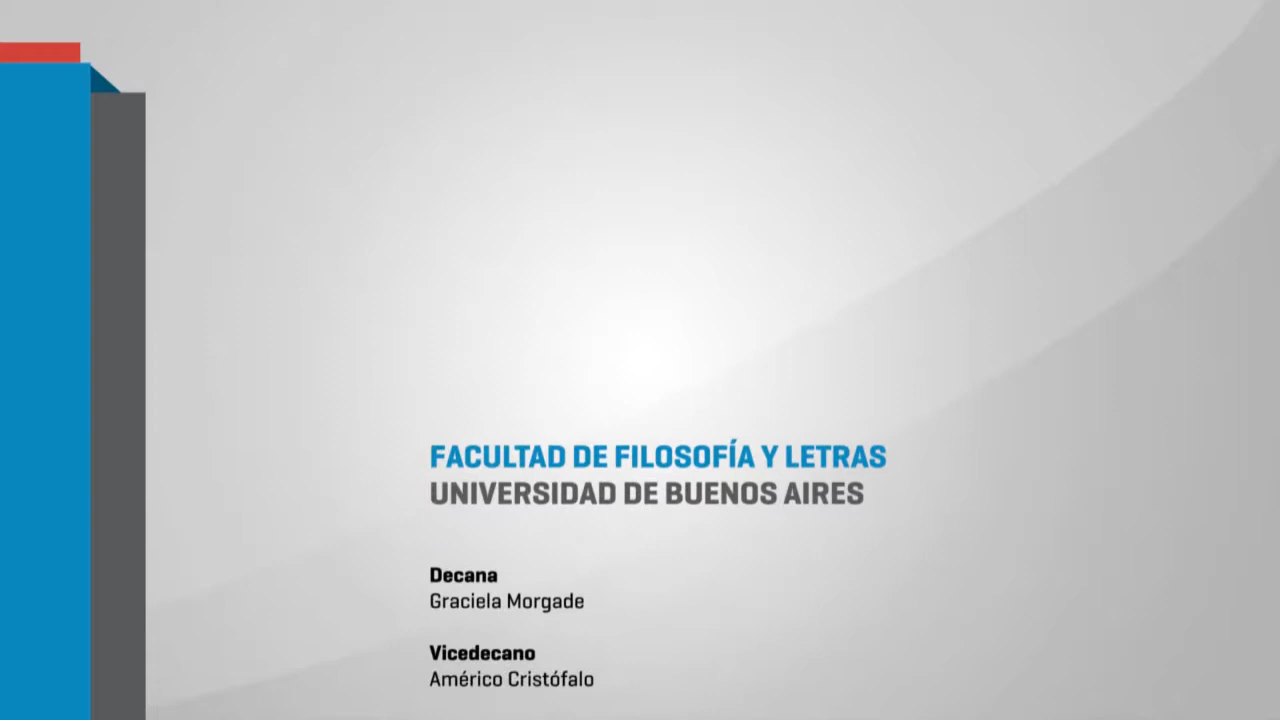 FACULTAD DE FILOSOFÍA Y LETRAS
UNIVERSIDAD DE BUENOS AIRES
Decana
Graciela Morgade
Vicedecano
Américo Cristófalo